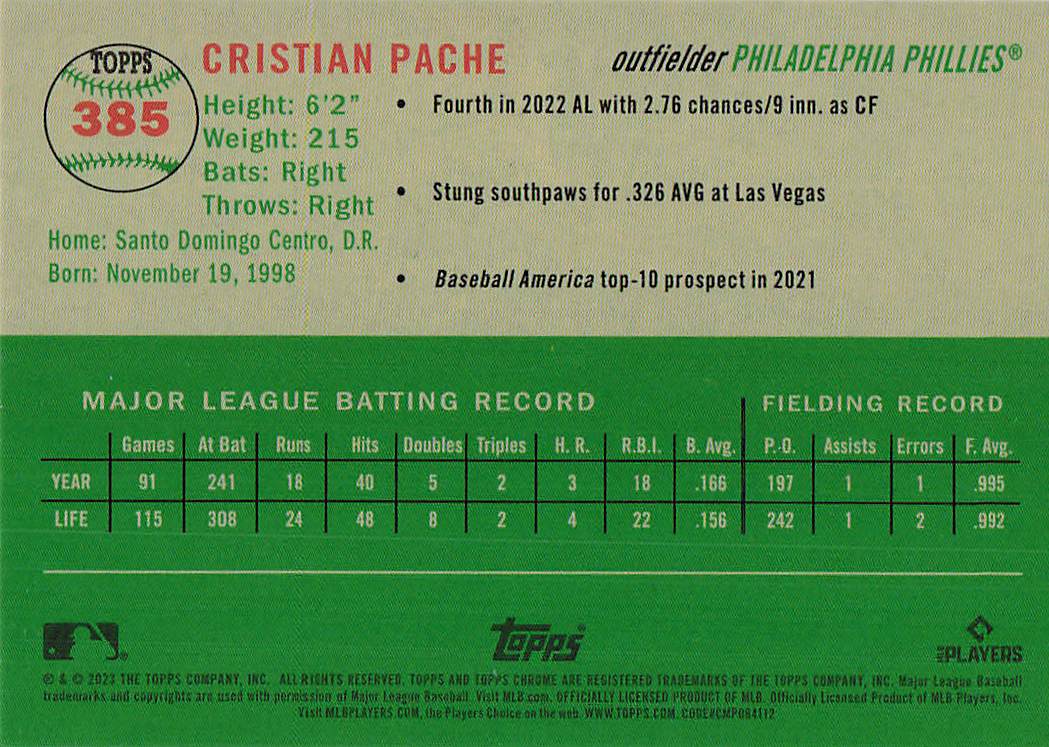 TOPPS
385
CRISTIAN PACHE
outfielder PHILADELPHIA PHILLIES®
Height: 6'2"
Weight: 215
Bats: Right
Throws: Right
Home: Santo Domingo Centro, D.R.
Born: November 19, 1998
• Fourth in 2022 AL with 2.76 chances/9 inn. as CF
• Stung southpaws for .326 AVG at Las Vegas
• Baseball America top-10 prospect in 2021
MAJOR LEAGUE BATTING RECORD FIELDING RECORD
Games At Bat Runs Hits Doubles Triples H. R. R.B.I. B. Avg. P.-O. Assists Errors F. Avg.
YEAR 91 241 18 40 5 2 3 18 .166 197 1 1 .995
LIFE 115 308 24 48 8 2 4 22 .156 242 1 2 .992
topps®
PLAYERS
® & © 2023 THE TOPPS COMPANY, INC. ALL RIGHTS RESERVED. TOPPS AND TOPPS CHROME ARE REGISTERED TRADEMARKS OF THE TOPPS COMPANY, INC. Major League Baseball
trademarks and copyrights are used with permission of Major League Baseball. Visit MLB.com. OFFICIALLY LICENSED PRODUCT OF MLB. Officially Licensed Product of MLB Players, Inc.
Visit MLBPLAYERS.COM, the Players Choice on the web. WWW.TOPPS.COM. CODE#CMP084112